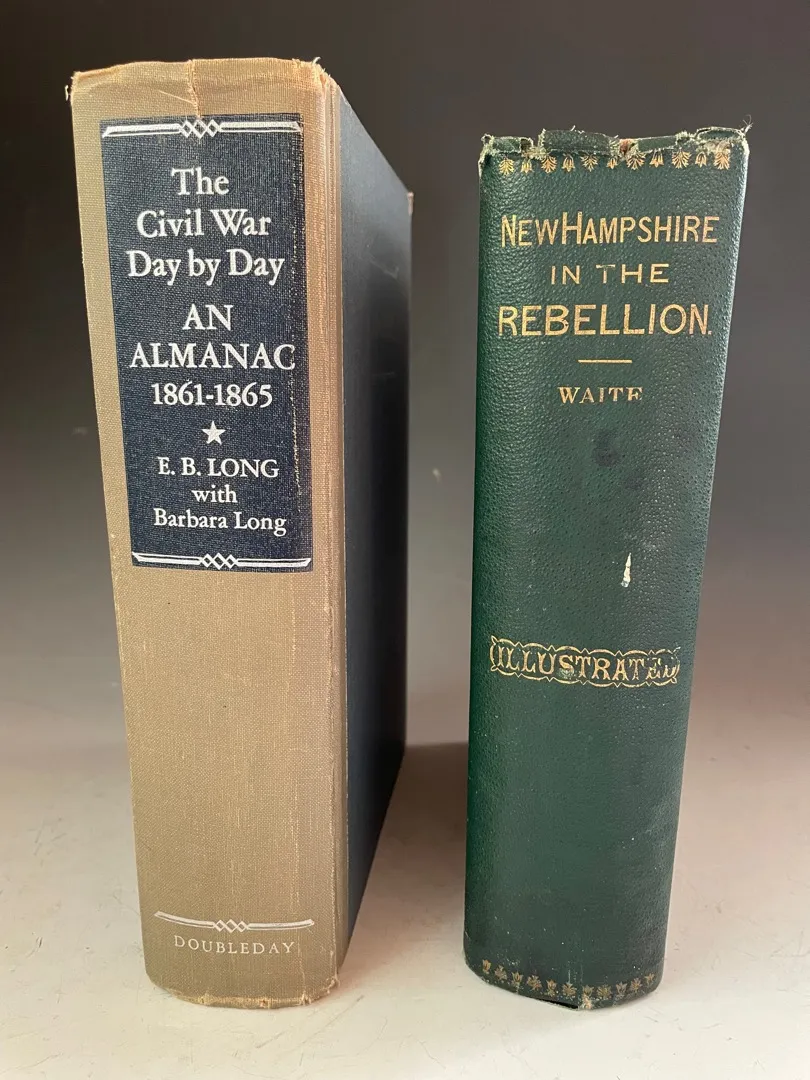 The
Civil War
Day by Day
AN
ALMANAC
1861-1865
E. B. LONG
with
Barbara Long
DOUBLEDAY
NEW HAMPSHIRE
IN THE
REBELLION.
WAITE
ILLUSTRATED